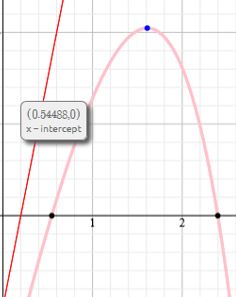 (0.54488,0)
x-intercept
1
2